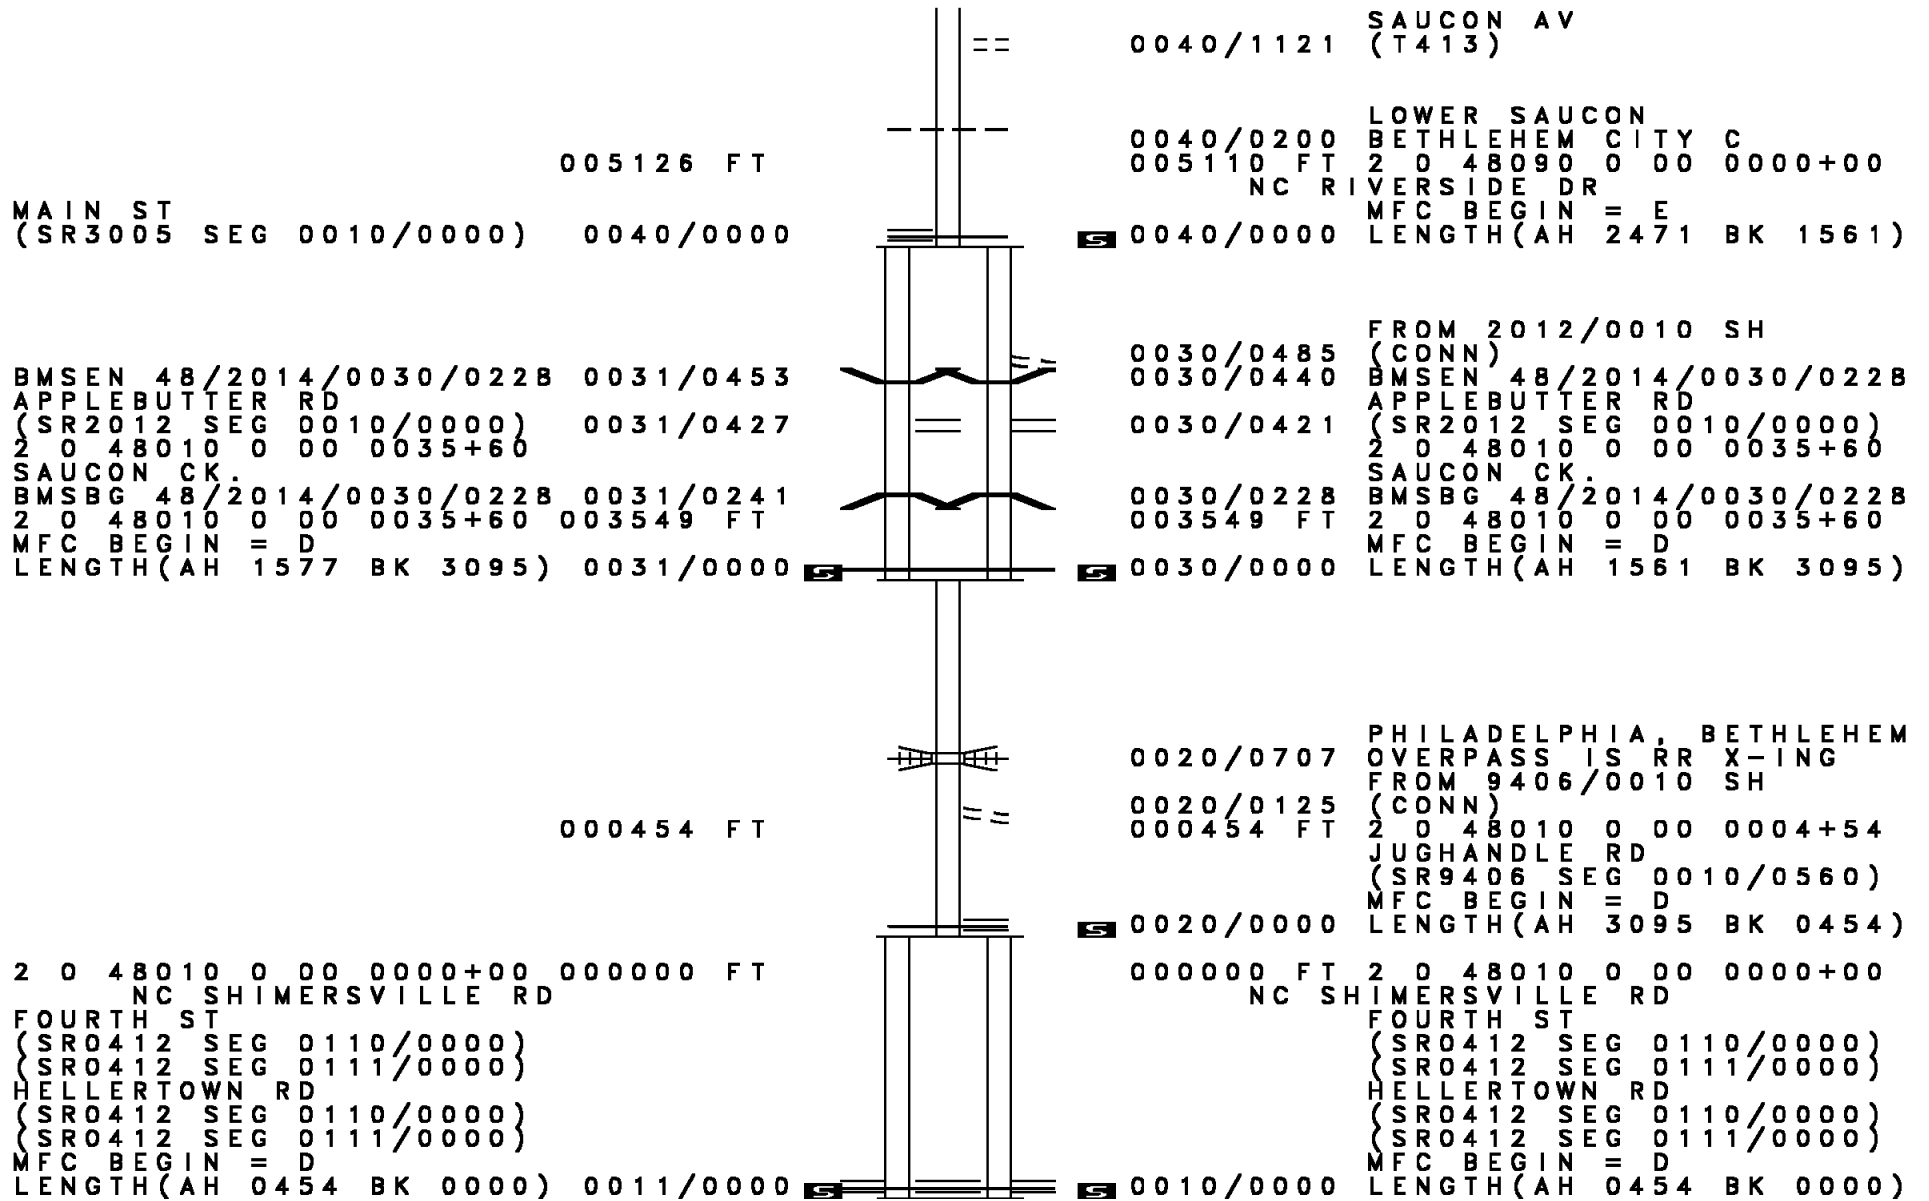 SAUCON AV
0040/1121 (T413)
LOWER SAUCON
0040/0200 BETHLEHEM CITY C
005126 FT 005110 FT 2 0 48090 0 00 0000+00
NC RIVERSIDE DR
MAIN ST MFC BEGIN = E
(SR3005 SEG 0010/0000) 0040/0000 S 0040/0000 LENGTH(AH 2471 BK 1561)
FROM 2012/0010 SH
0030/0485 (CONN)
BMSEN 48/2014/0030/0228 0031/0453 0030/0440 BMSEN 48/2014/0030/0228
APPLEBUTTER RD APPLEBUTTER RD
(SR2012 SEG 0010/0000) 0031/0427 0030/0421 (SR2012 SEG 0010/0000)
2 0 48010 0 00 0035+60 2 0 48010 0 00 0035+60
SAUCON CK. SAUCON CK.
BMSBG 48/2014/0030/0228 0031/0241 0030/0228 BMSBG 48/2014/0030/0228
2 0 48010 0 00 0035+60 003549 FT 003549 FT 2 0 48010 0 00 0035+60
MFC BEGIN = D MFC BEGIN = D
LENGTH(AH 1577 BK 3095) 0031/0000 S S 0030/0000 LENGTH(AH 1561 BK 3095)
PHILADELPHIA, BETHLEHEM
0020/0707 OVERPASS IS RR X-ING
FROM 9406/0010 SH
0020/0125 (CONN)
000454 FT 000454 FT 2 0 48010 0 00 0004+54
JUGHANDLE RD
(SR9406 SEG 0010/0560)
MFC BEGIN = D
S 0020/0000 LENGTH(AH 3095 BK 0454)
2 0 48010 0 00 0000+00 000000 FT 000000 FT 2 0 48010 0 00 0000+00
NC SHIMERSVILLE RD NC SHIMERSVILLE RD
FOURTH ST FOURTH ST
(SR0412 SEG 0110/0000) (SR0412 SEG 0110/0000)
(SR0412 SEG 0111/0000) (SR0412 SEG 0111/0000)
HELLERTOWN RD HELLERTOWN RD
(SR0412 SEG 0110/0000) (SR0412 SEG 0110/0000)
(SR0412 SEG 0111/0000) (SR0412 SEG 0111/0000)
MFC BEGIN = D MFC BEGIN = D
LENGTH(AH 0454 BK 0000) 0011/0000 S S 0010/0000 LENGTH(AH 0454 BK 0000)